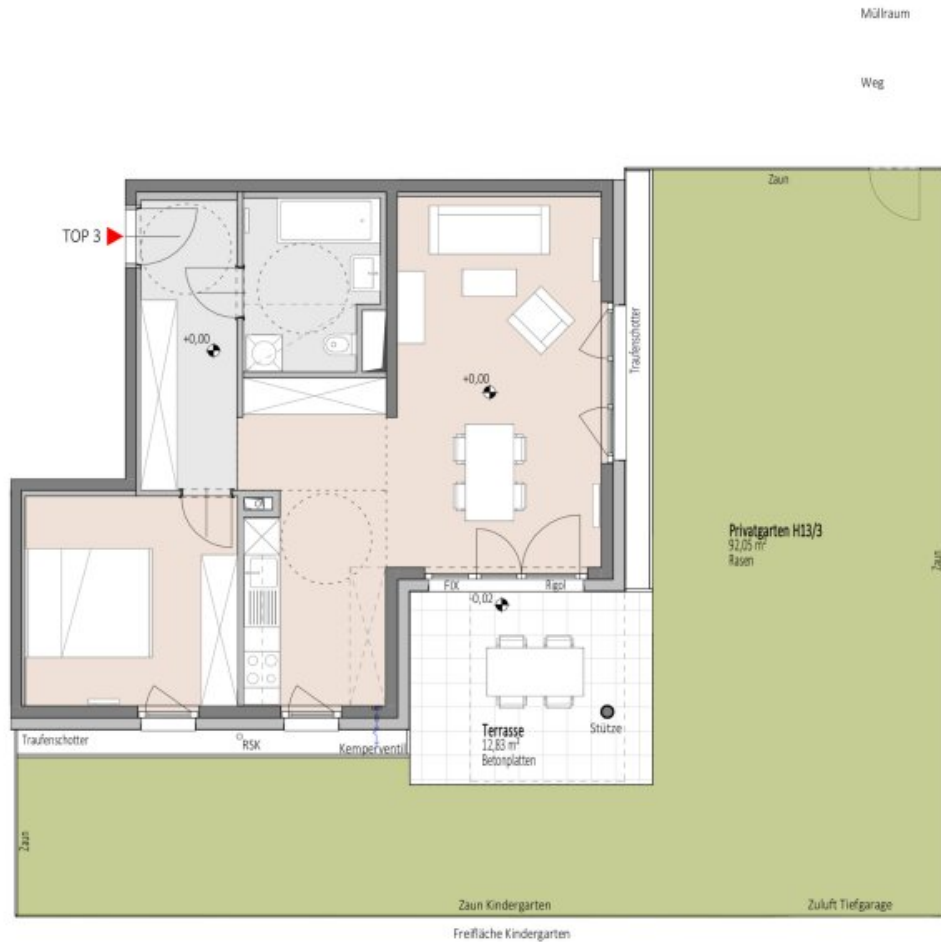 Müllraum
Weg
Zaun
TOP 3
Traufenschotter
+0,00
+0,00
Privatgarten H13/3
92,05 m²
Rasen
Zaun
FIX
Rigol
-0,02
Terrasse
12,83 m²
Betonplatten
Stütze
Traufenschotter
RSK
Kemperventil
Zaun
Zaun Kindergarten
Zuluft Tiefgarage
Freifläche Kindergarten